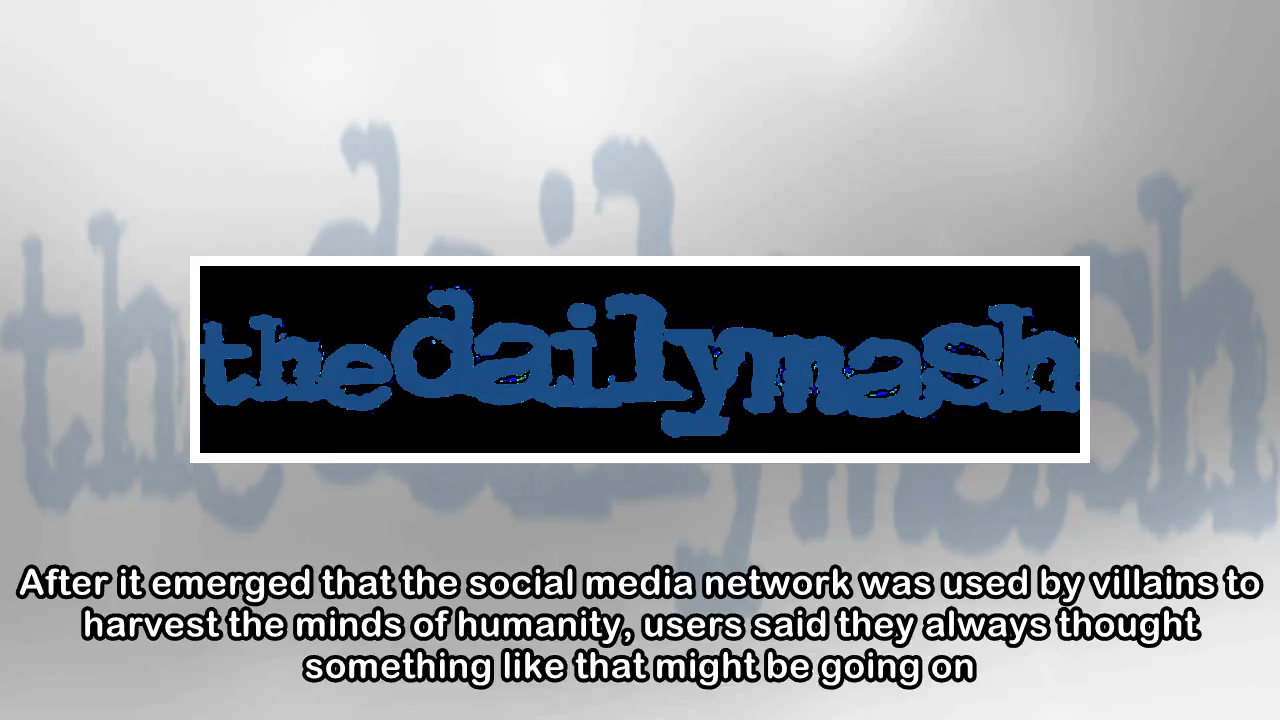 thedailymash
After it emerged that the social media network was used by villains to
harvest the minds of humanity, users said they always thought
something like that might be going on